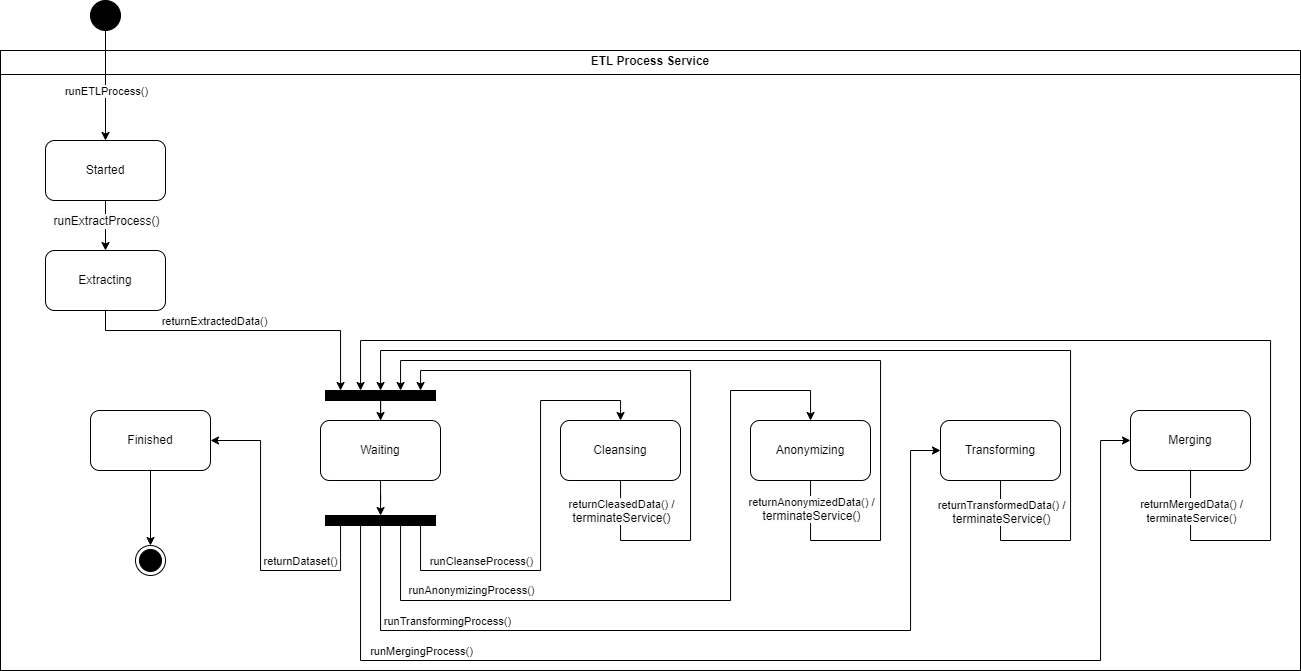 ETL Process Service
runETLProcess()
Started
runExtractProcess()
Extracting
returnExtractedData()
Finished
Waiting
Cleansing
Anonymizing
Transforming
Merging
returnCleasedData() /
terminateService()
returnAnonymizedData() /
terminateService()
returnTransformedData() /
terminateService()
returnMergedData() /
terminateService()
returnDataset()
runCleanseProcess()
runAnonymizingProcess()
runTransformingProcess()
runMergingProcess()